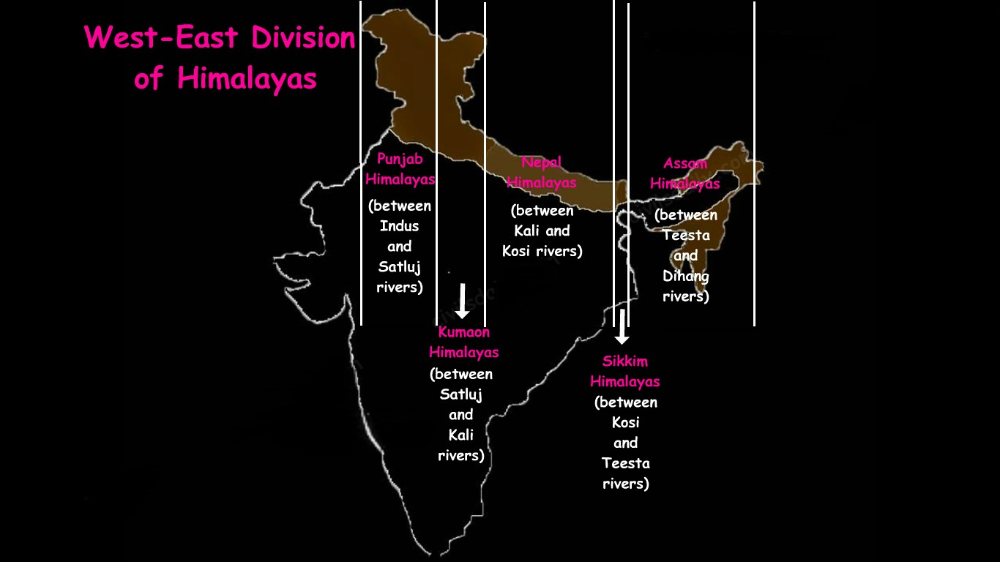 West-East Division
of Himalayas
Punjab
Himalayas
(between
Indus
and
Satluj
rivers)
Kumaon
Himalayas
(between
Satluj
and
Kali
rivers)
Nepal
Himalayas
(between
Kali and
Kosi rivers)
Sikkim
Himalayas
(between
Kosi
and
Teesta
rivers)
Assam
Himalayas
(between
Teesta
and
Dihang
rivers)